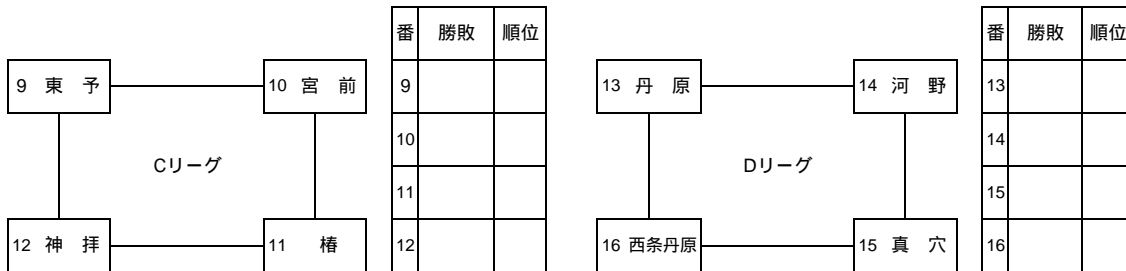 番 勝敗 順位 番 勝敗 順位
9 東 予 10 宮 前 9 13 丹 原 14 河 野 13
10 14
Cリーグ Dリーグ
11 15
12 神 拝 11 椿 12 16 西条丹原 15 真 穴 16